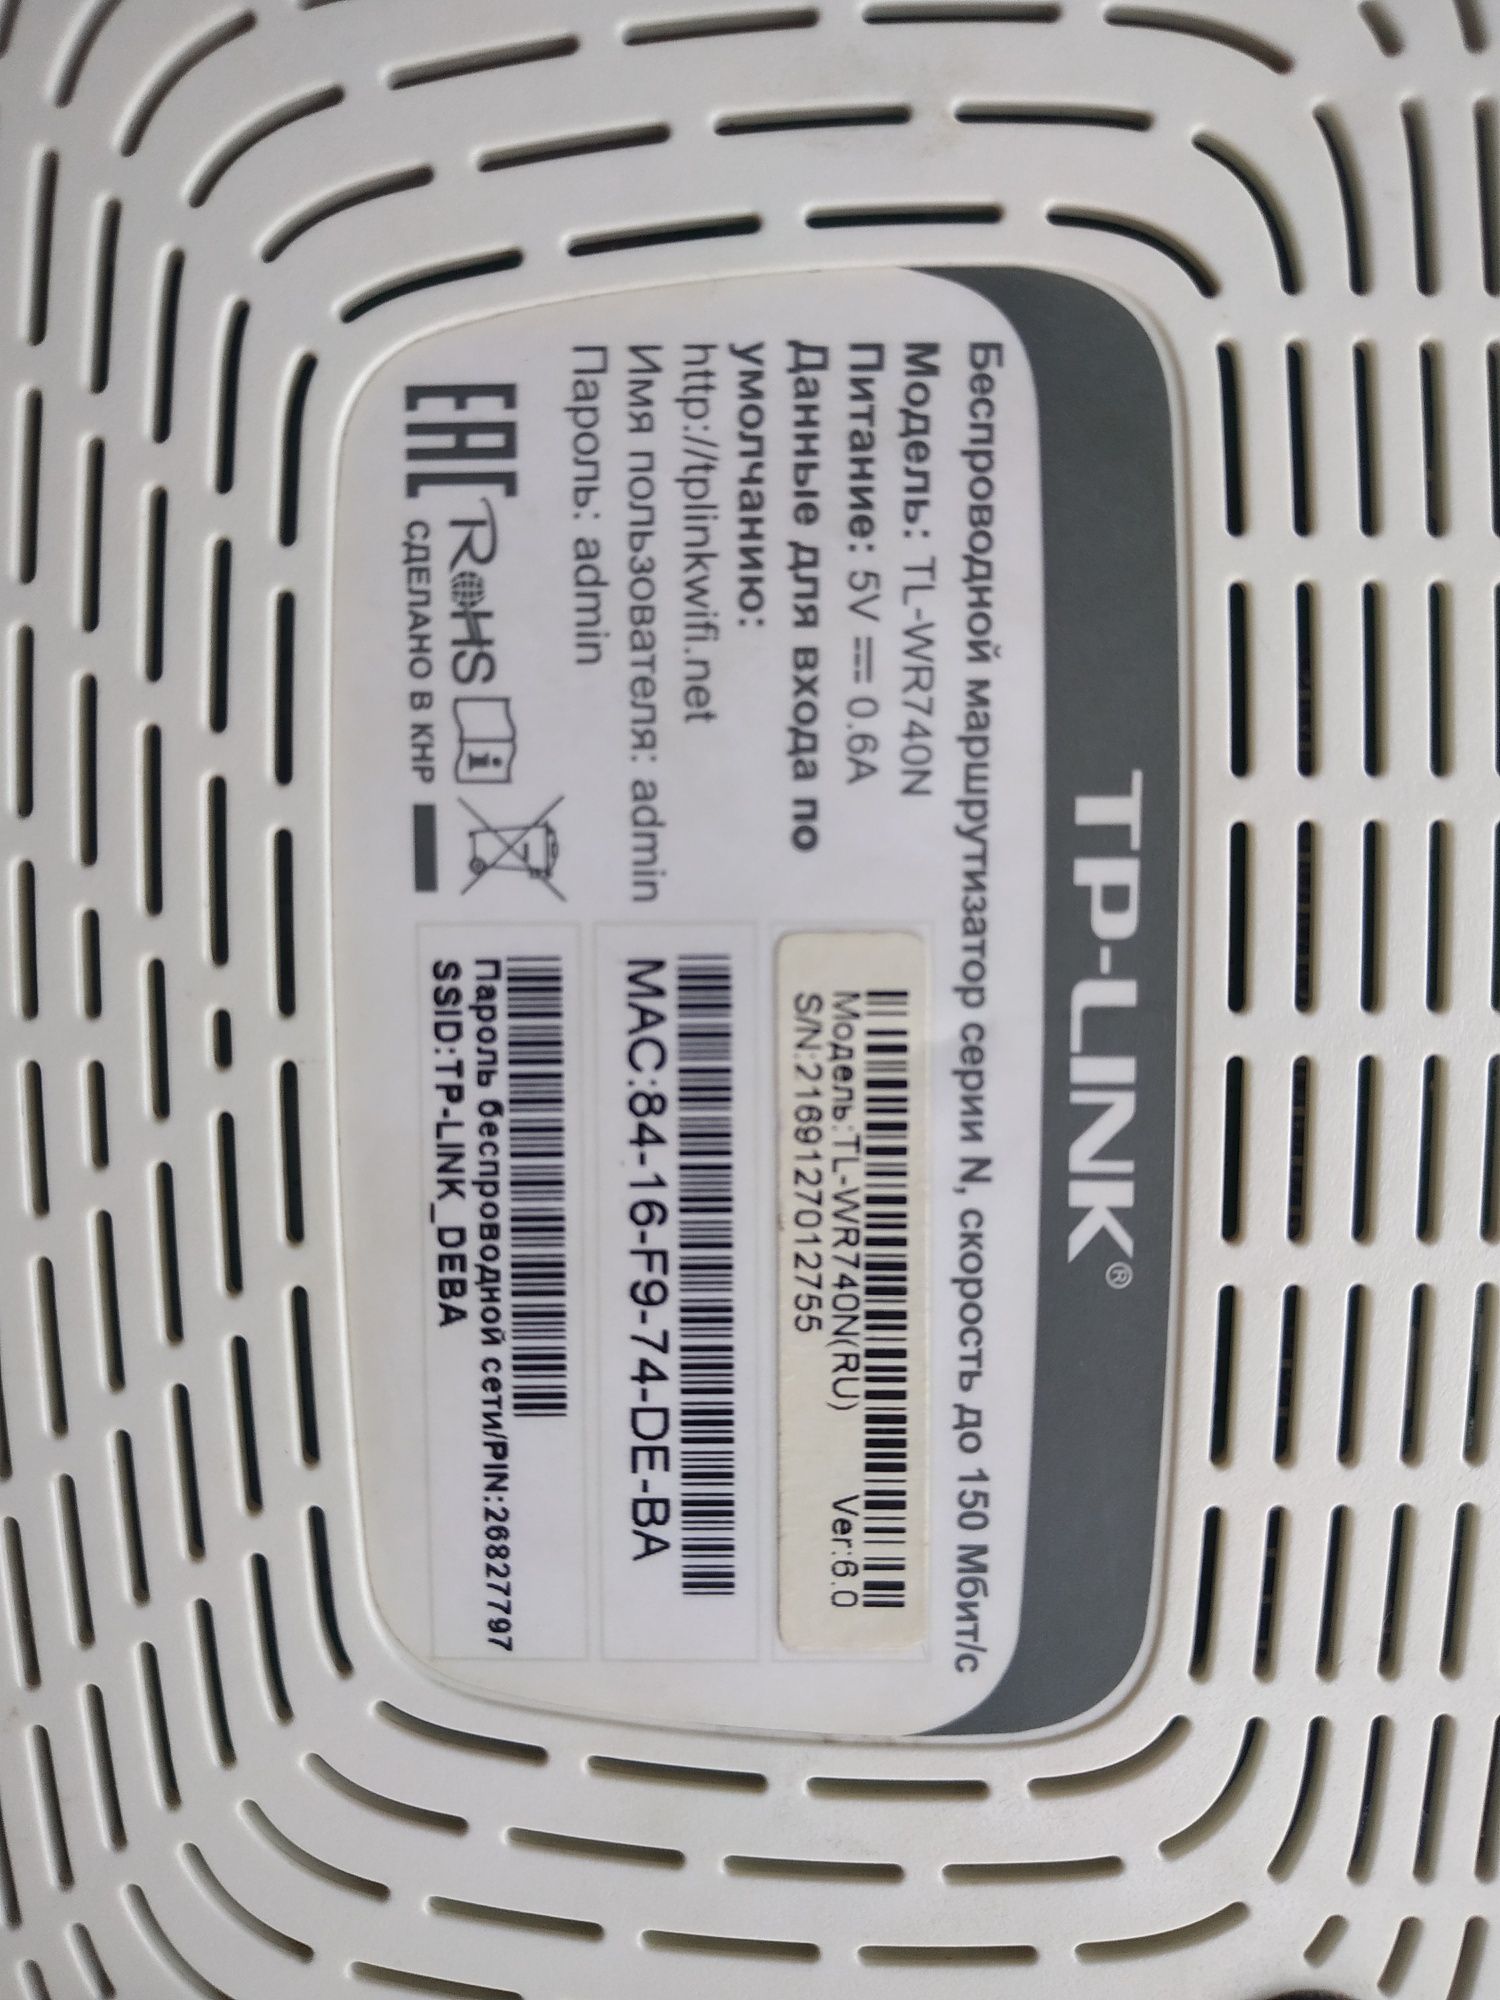 TP-LINK®
Беспроводной маршрутизатор серии N, скорость до 150 Мбит/с
Модель: TL-WR740N
Питание: 5V ⎓ 0.6A
Данные для входа по
умолчанию:
http://tplinkwifi.net
Имя пользователя: admin
Пароль: admin
EAC RoHS i
СДЕЛАНО В КНР
Модель:TL-WR740N(RU) Ver:6.0
S/N:2169127012755
MAC:84-16-F9-74-DE-BA
Пароль беспроводной сети/PIN:26827797
SSID:TP-LINK_DEBA